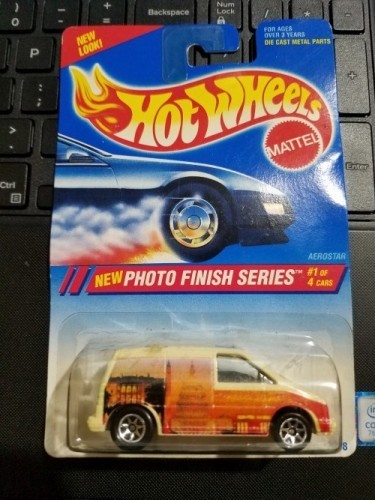 Backspace
Num
Lock
Enter
Ctrl
NEW
LOOK!
FOR AGES
OVER 3 YEARS
DIE CAST METAL PARTS
HOT WHEELS
MATTEL
AEROSTAR
NEW PHOTO FINISH SERIES™ #1 OF
4 CARS